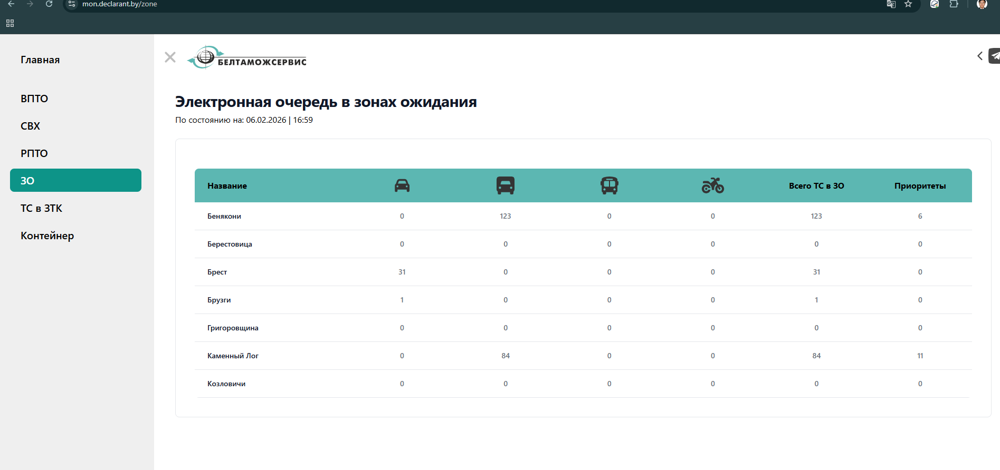 mon.declarant.by/zone
Главная
ВПТО
СВХ
РПТО
ЗО
ТС в ЗТК
Контейнер
БЕЛТАМОЖСЕРВИС
Электронная очередь в зонах ожидания
По состоянию на: 06.02.2026 | 16:59
Название Всего ТС в ЗО Приоритеты
Бенякони 0 123 0 0 123 6
Берестовица 0 0 0 0 0 0
Брест 31 0 0 0 31 0
Брузги 1 0 0 0 1 0
Григоровщина 0 0 0 0 0 0
Каменный Лог 0 84 0 0 84 11
Козловичи 0 0 0 0 0 0